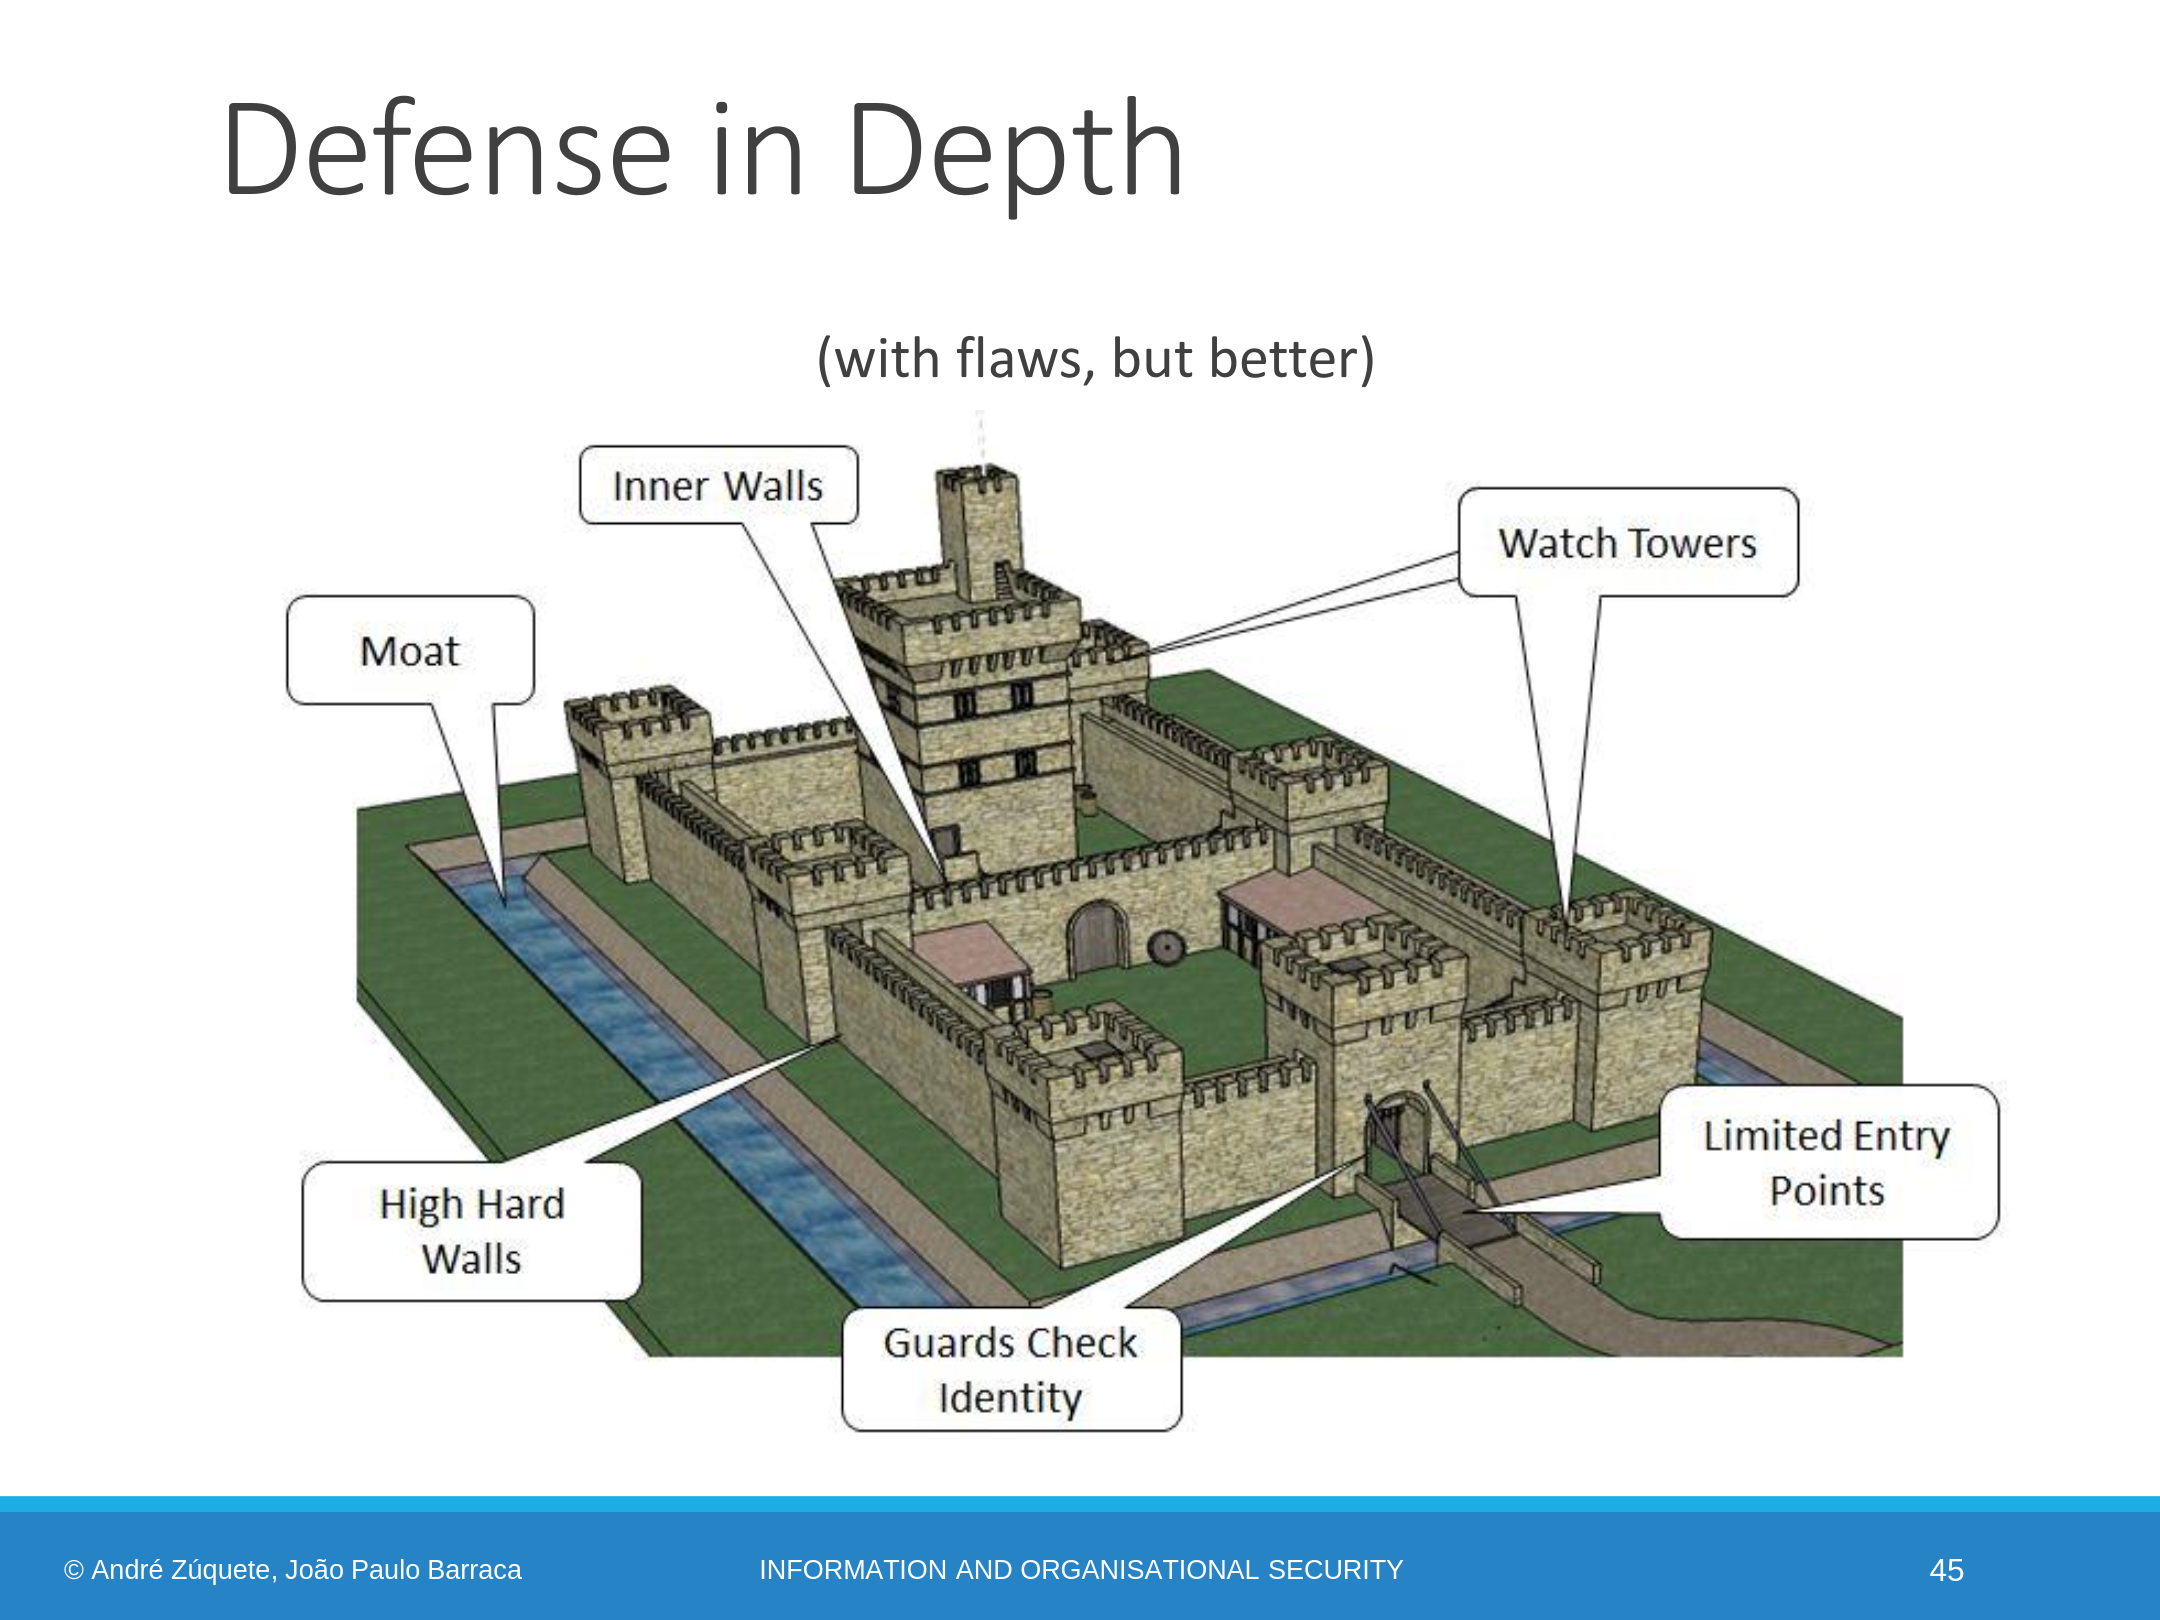 Defense in Depth
(with flaws, but better)
Inner Walls
Watch Towers
Moat
High Hard
Walls
Limited Entry
Points
Guards Check
Identity
© André Zúquete, João Paulo Barraca
INFORMATION AND ORGANISATIONAL SECURITY
45